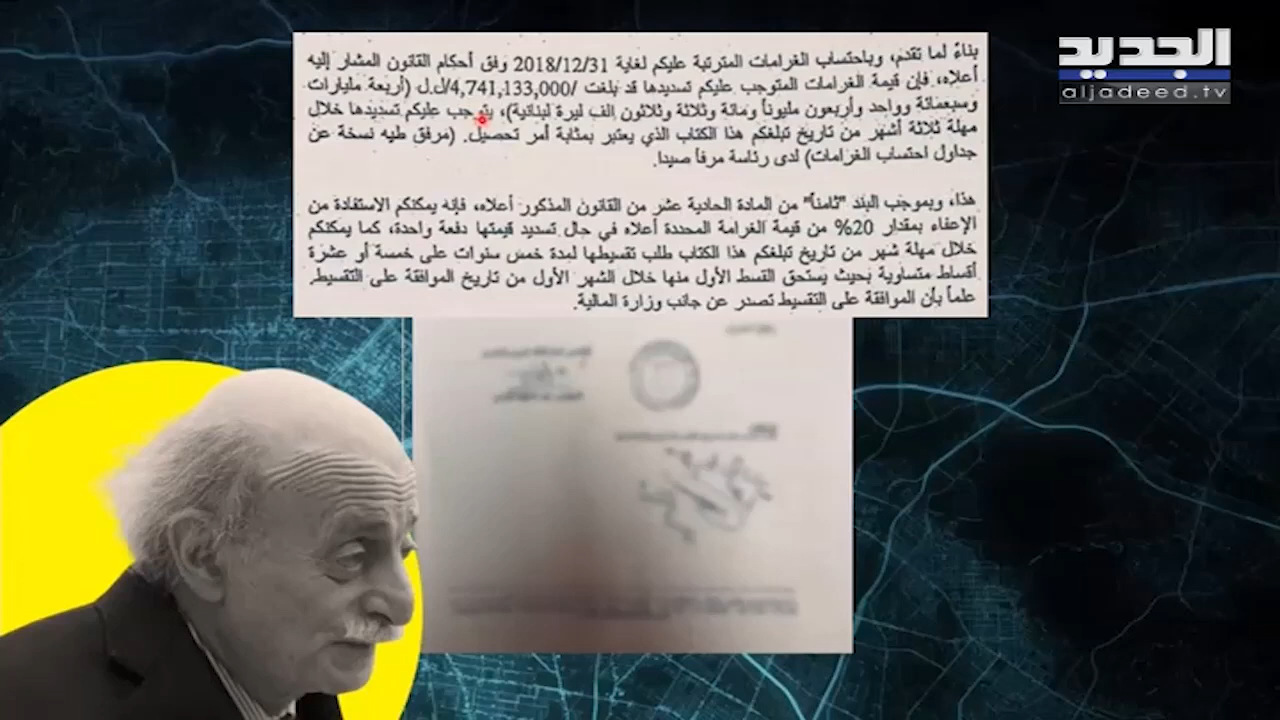 الجديد
aljadeed.tv
بناءً لما تقدم، وباحتساب الغرامات المترتبة عليكم لغاية 2018/12/31 وفق أحكام القانون المشار إليه
أعلاه، فإن قيمة الغرامات المتوجب عليكم تسديدها قد بلغت /4,741,133,000/ل.ل (أربعة مليارات
وسبعمائة وواحد وأربعون مليوناً ومائة وثلاثة وثلاثون الف ليرة لبنانية)، يتوجب عليكم تسديدها خلال
مهلة ثلاثة أشهر من تاريخ تبلغكم هذا الكتاب الذي يعتبر بمثابة أمر تحصيل. (مرفق طيه نسخة عن
جداول احتساب الغرامات) لدى رئاسة مرفأ صيدا.
هذا، وبموجب البند "ثامناً" من المادة الحادية عشر من القانون المذكور أعلاه، فإنه يمكنكم الاستفادة من
الإعفاء بمقدار 20% من قيمة الغرامة المحددة أعلاه في حال تسديد قيمتها دفعة واحدة، كما يمكنكم
خلال مهلة شهر من تاريخ تبلغكم هذا الكتاب طلب تقسيطها لمدة خمس سنوات على خمسة أو عشرة
أقساط متساوية بحيث يستحق القسط الأول منها خلال الشهر الأول من تاريخ الموافقة على التقسيط.
علماً بأن الموافقة على التقسيط تصدر عن جانب وزارة المالية.